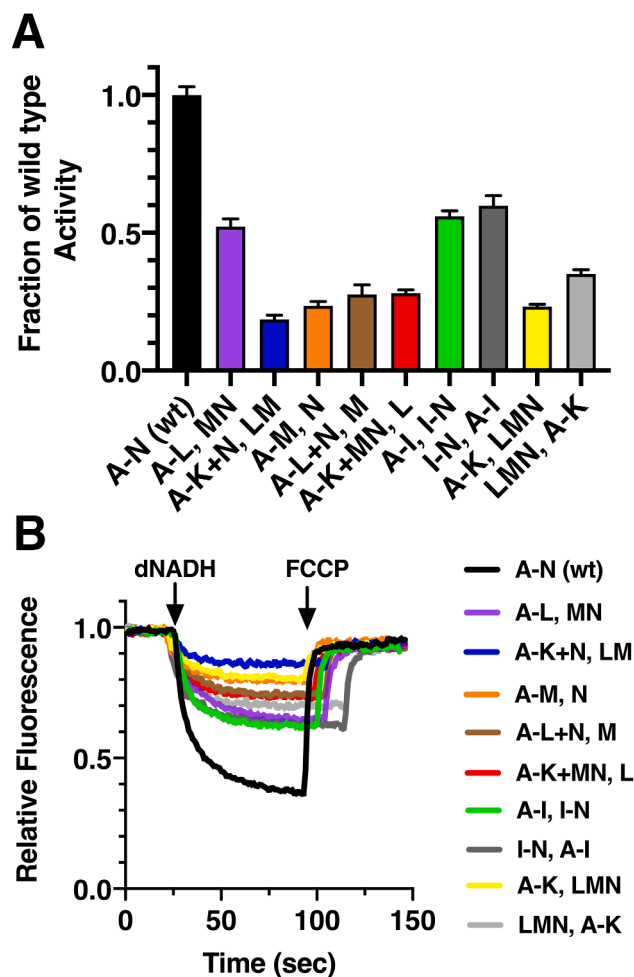 A
Fraction of wild type
Activity
1.0
0.5
0.0
A-N (wt)
A-L, MN
A-K+N, LM
A-M, N
A-L+N, M
A-K+MN, L
A-I, I-N
I-N, A-I
A-K, LMN
LMN, A-K
B
dNADH
FCCP
Relative Fluorescence
1.0
0.5
0.0
0
50
100
150
Time (sec)
A-N (wt)
A-L, MN
A-K+N, LM
A-M, N
A-L+N, M
A-K+MN, L
A-I, I-N
I-N, A-I
A-K, LMN
LMN, A-K